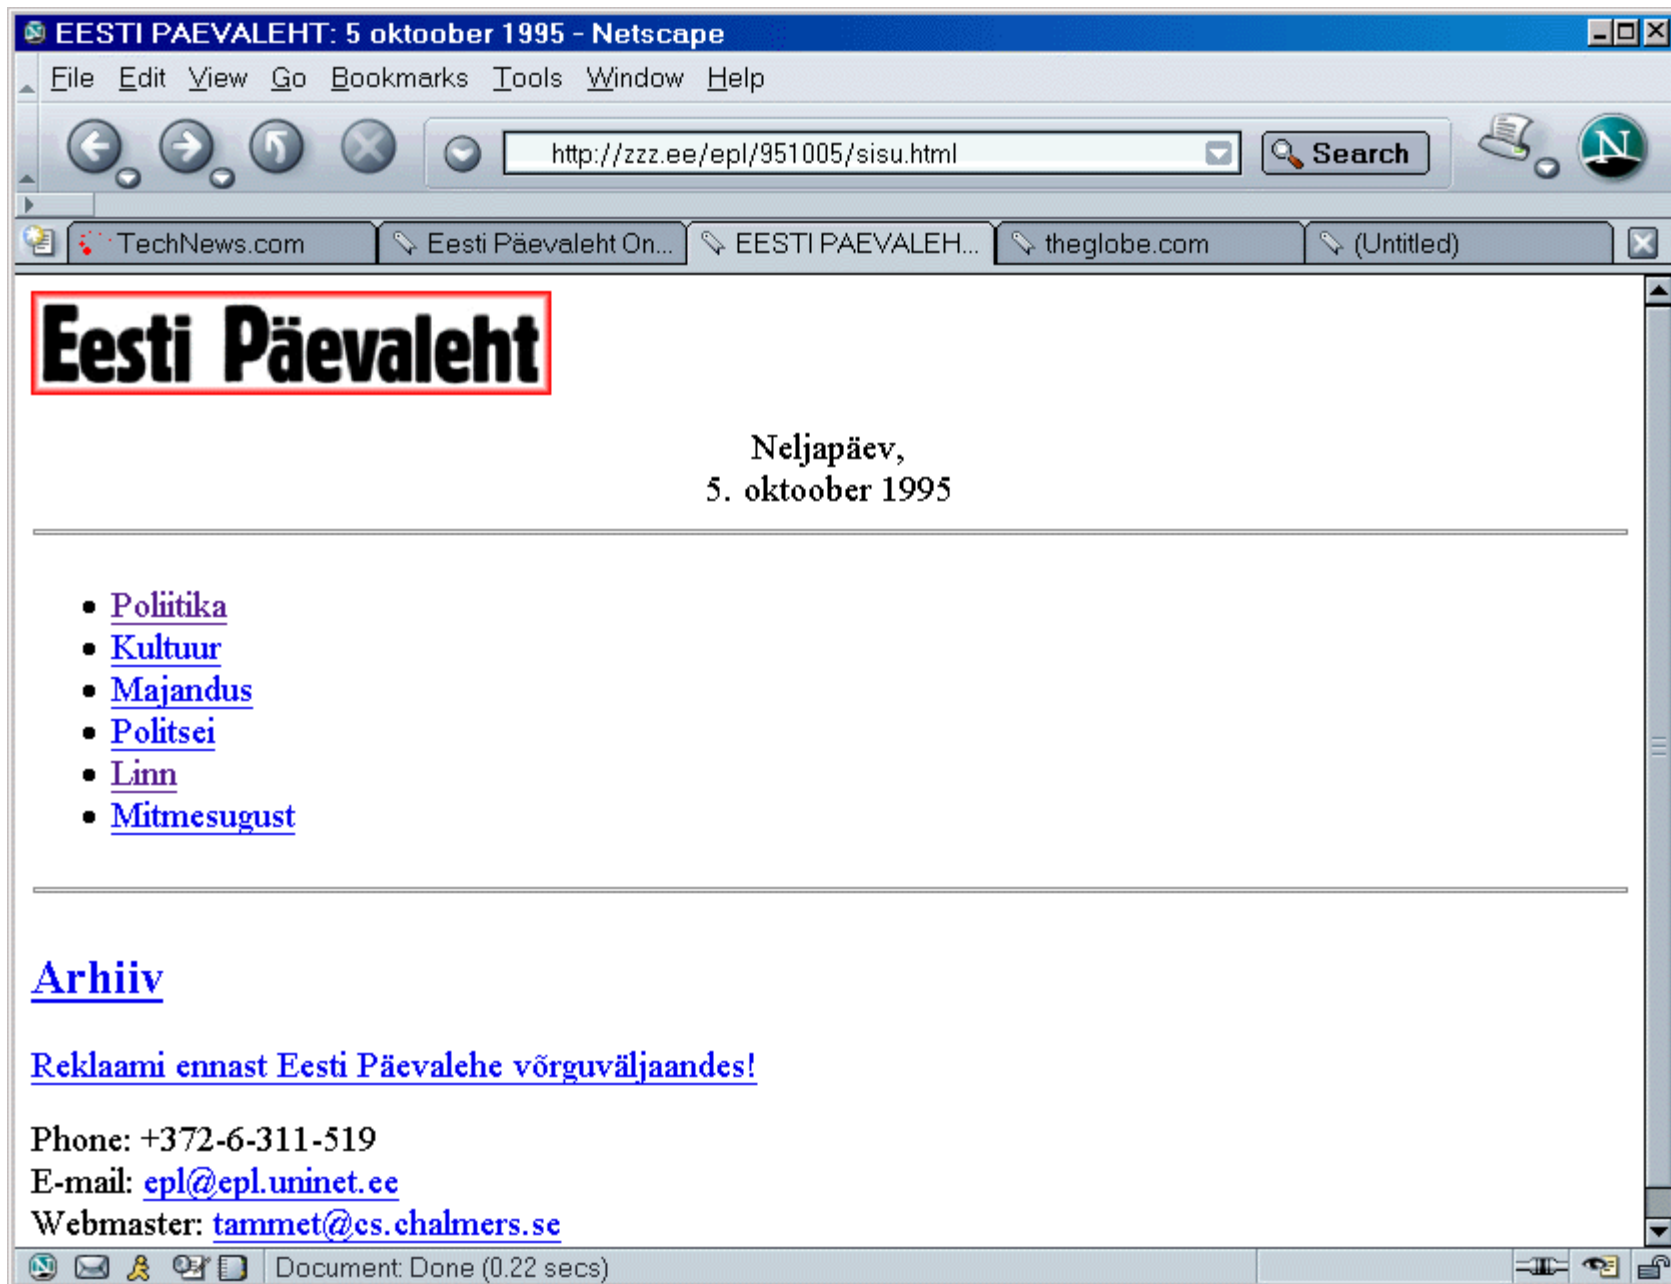 EESTI PAEVALEHT: 5 oktoober 1995 - Netscape
File Edit View Go Bookmarks Tools Window Help
http://zzz.ee/epl/951005/sisu.html Search N
TechNews.com Eesti Päevaleht On... EESTI PAEVALEH... theglobe.com (Untitled)
Eesti Päevaleht
Neljapäev,
5. oktoober 1995
Poliitika
Kultuur
Majandus
Politsei
Linn
Mitmesugust
Arhiiv
Reklaami ennast Eesti Päevalehe võrguväljaandes!
Phone: +372-6-311-519
E-mail: epl@epl.uninet.ee
Webmaster: tammet@cs.chalmers.se
Document: Done (0.22 secs)